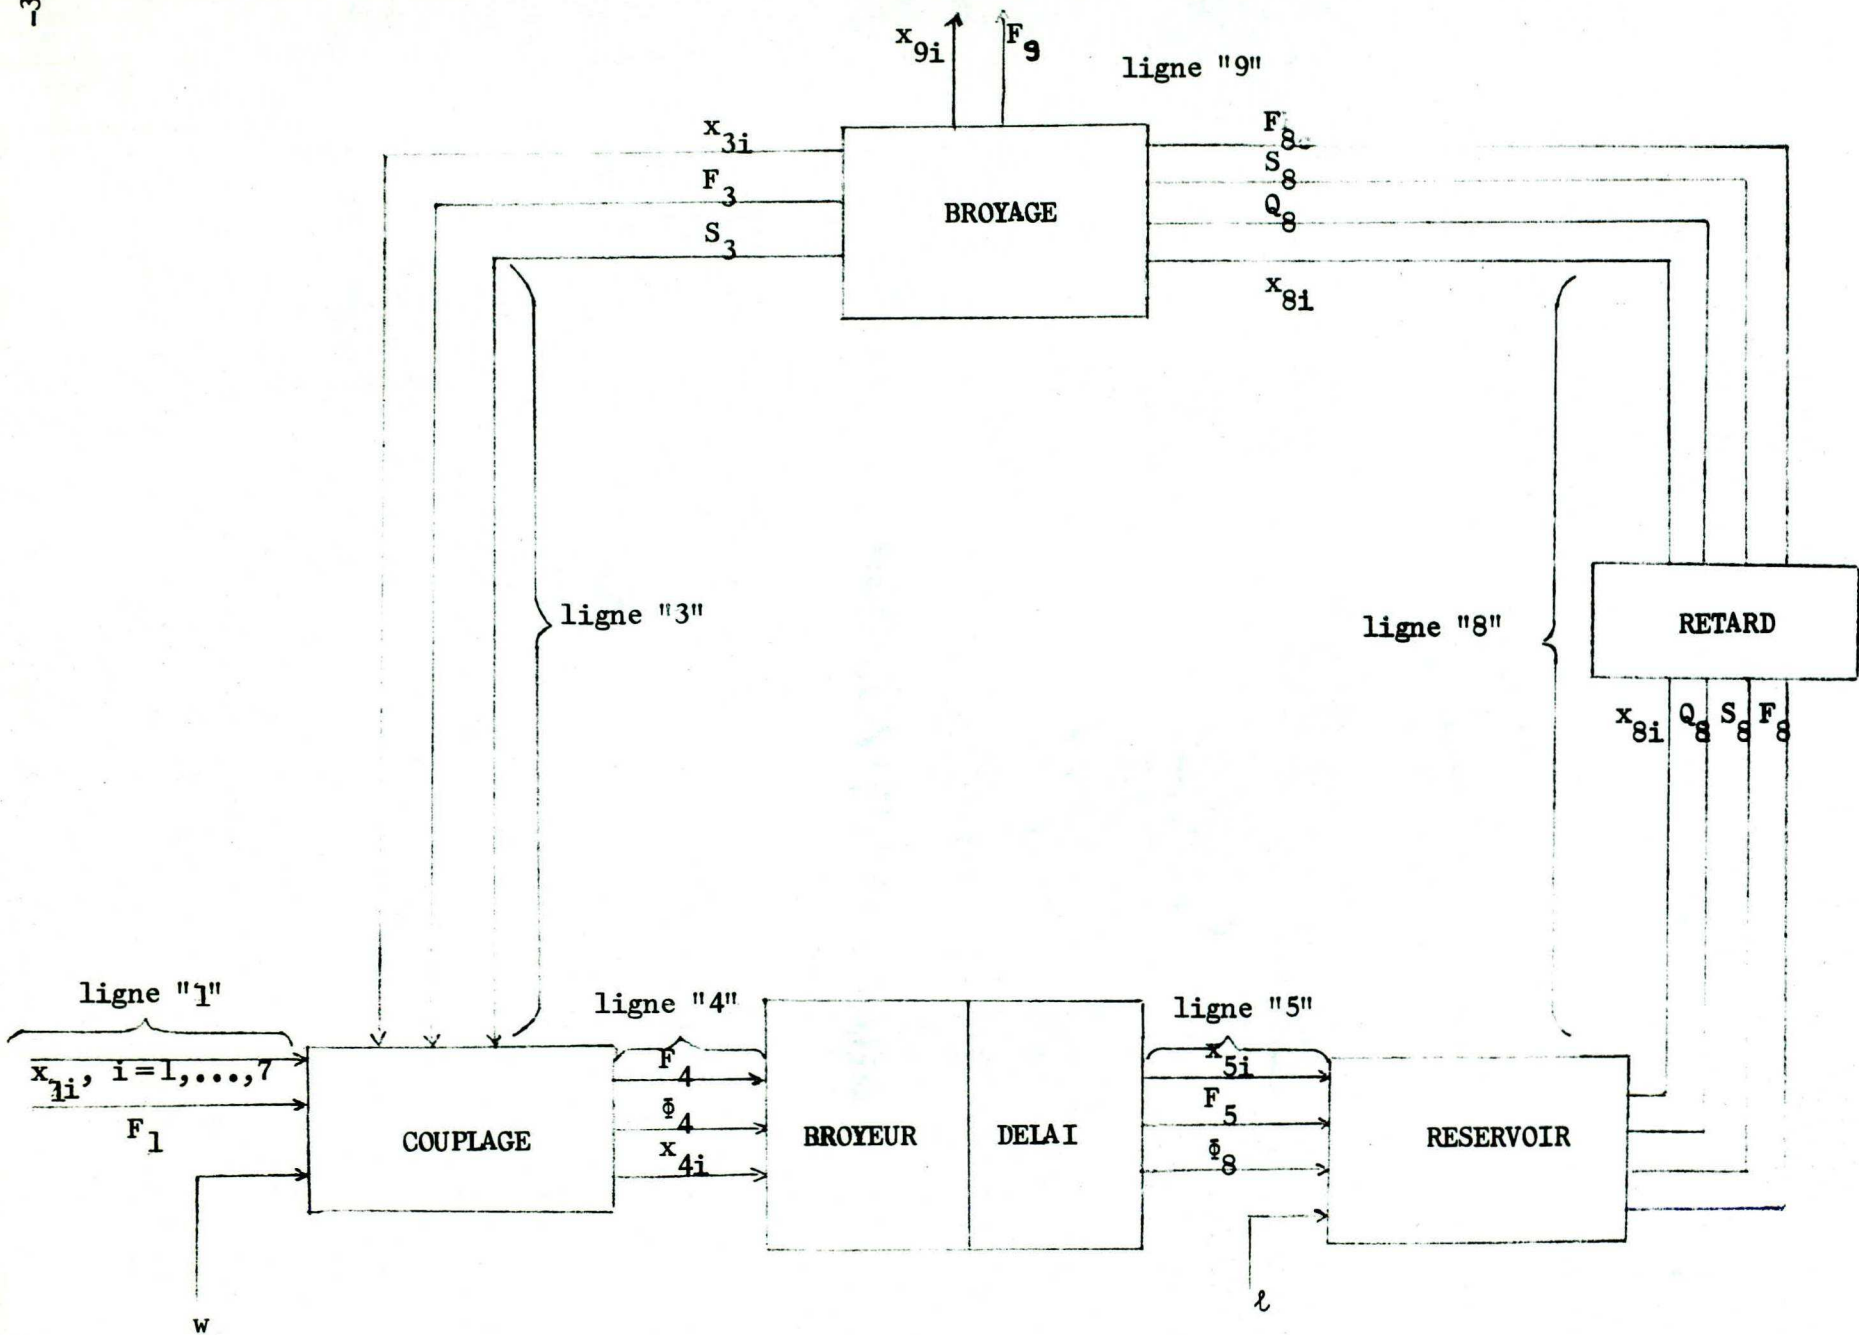 -3
x9i F9
ligne "9"
x3i
F3
S3
BROYAGE
F8
S8
Q8
x8i
ligne "3"
ligne "8"
RETARD
x8i Q8 S8 F8
ligne "1"
x1i, i=1,...,7
F1
w
COUPLAGE
ligne "4"
F4
Φ4
x4i
BROYEUR DELAI
ligne "5"
x5i
F5
Φ8
ℓ
RESERVOIR